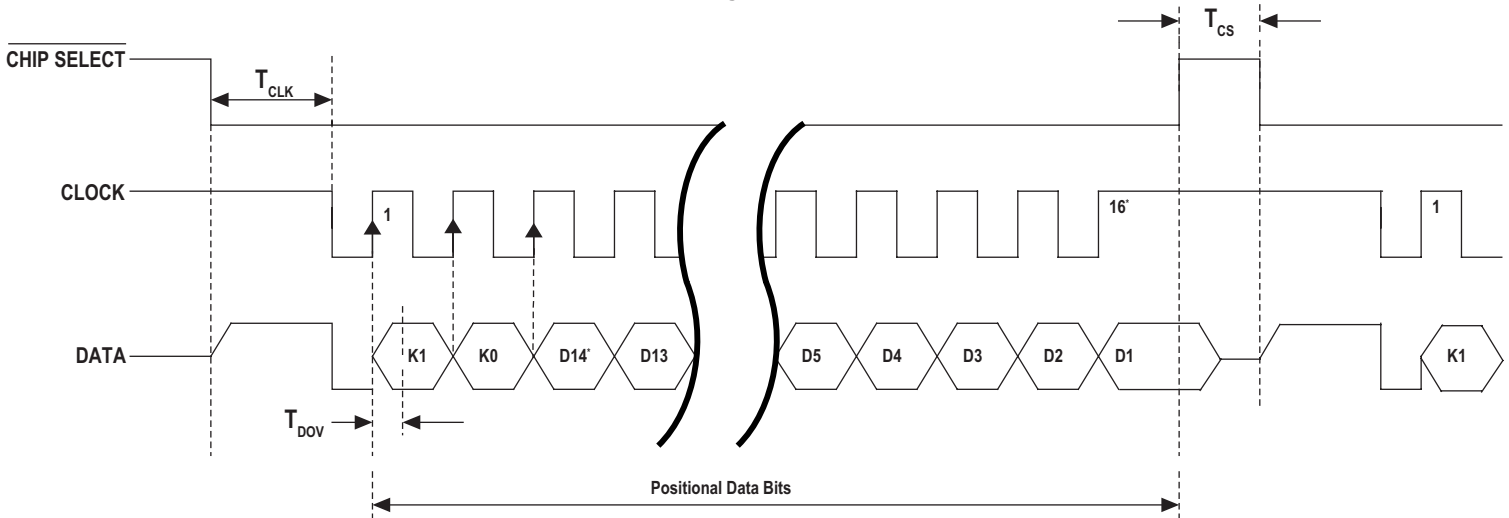 T_CS
CHIP SELECT
T_CLK
CLOCK
1
16*
1
DATA
K1
K0
D14*
D13
D5
D4
D3
D2
D1
K1
T_DOV
Positional Data Bits